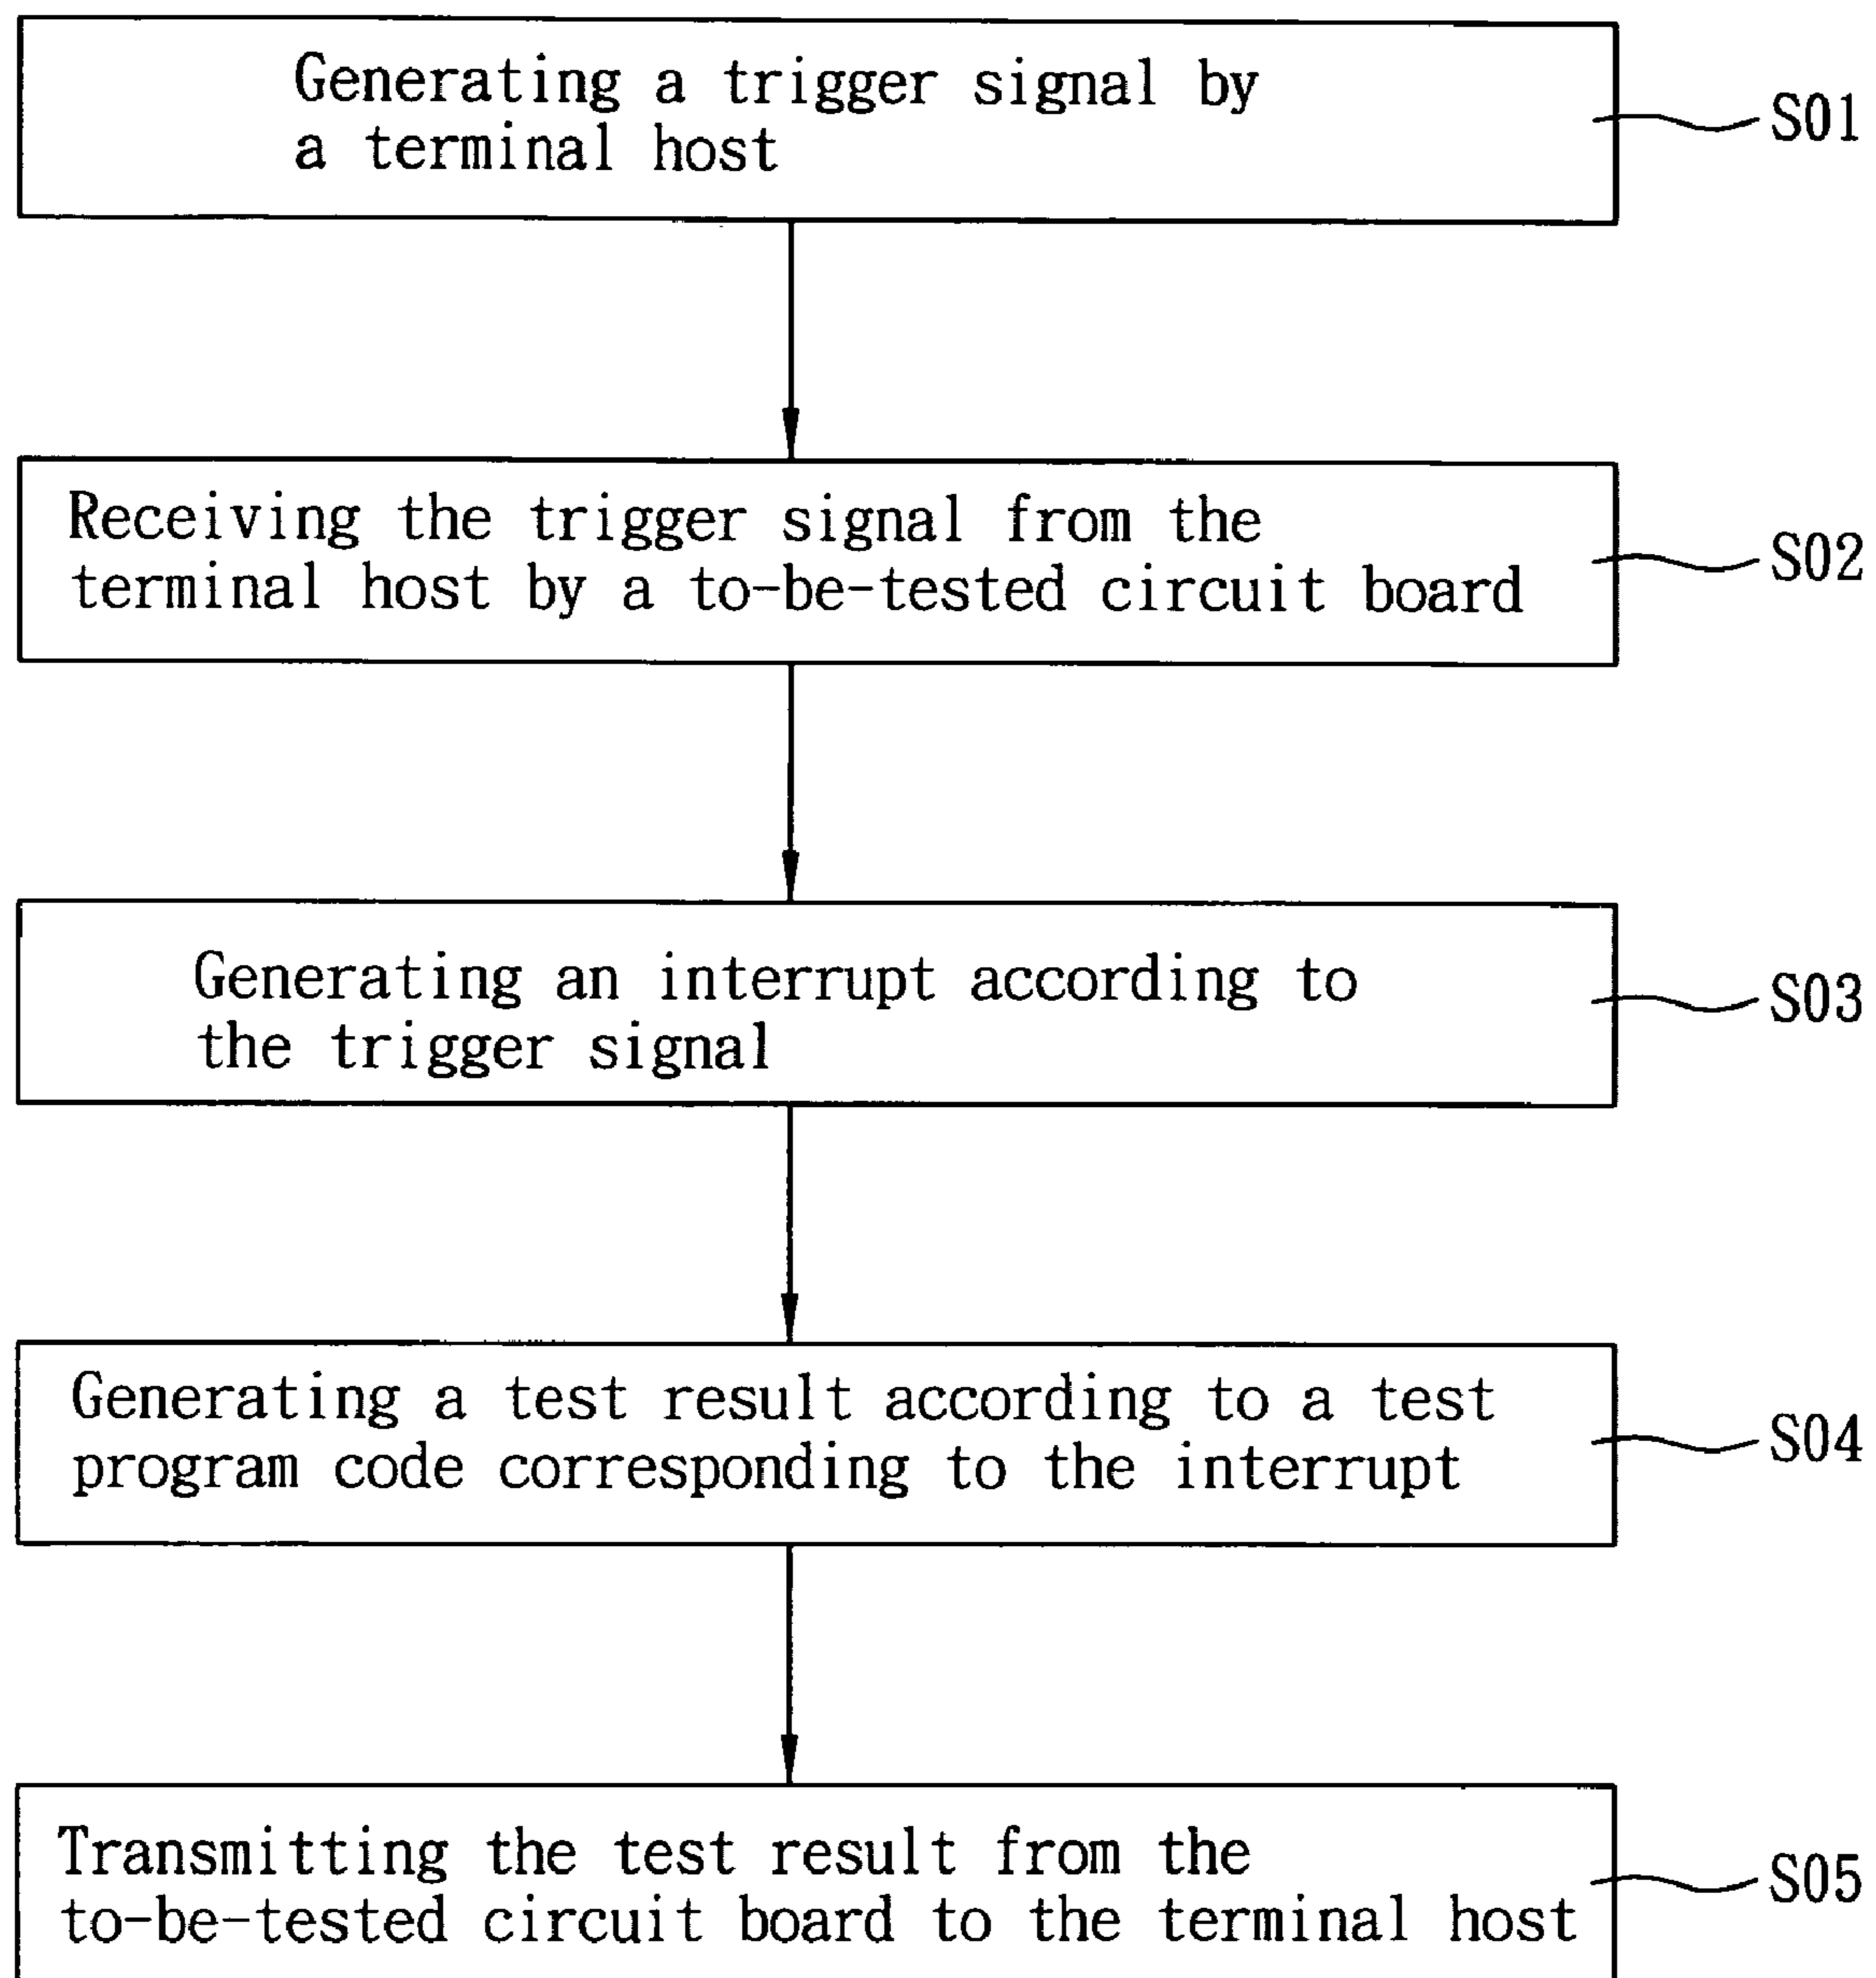 Generating a trigger signal by
a terminal host
S01
Receiving the trigger signal from the
terminal host by a to-be-tested circuit board
S02
Generating an interrupt according to
the trigger signal
S03
Generating a test result according to a test
program code corresponding to the interrupt
S04
Transmitting the test result from the
to-be-tested circuit board to the terminal host
S05